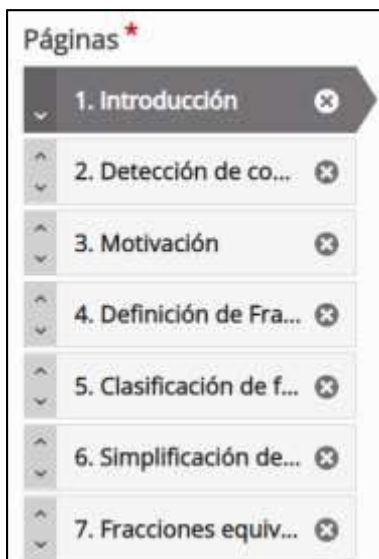 Páginas *
1. Introducción
2. Detección de co...
3. Motivación
4. Definición de Fra...
5. Clasificación de f...
6. Simplificación de...
7. Fracciones equiv...